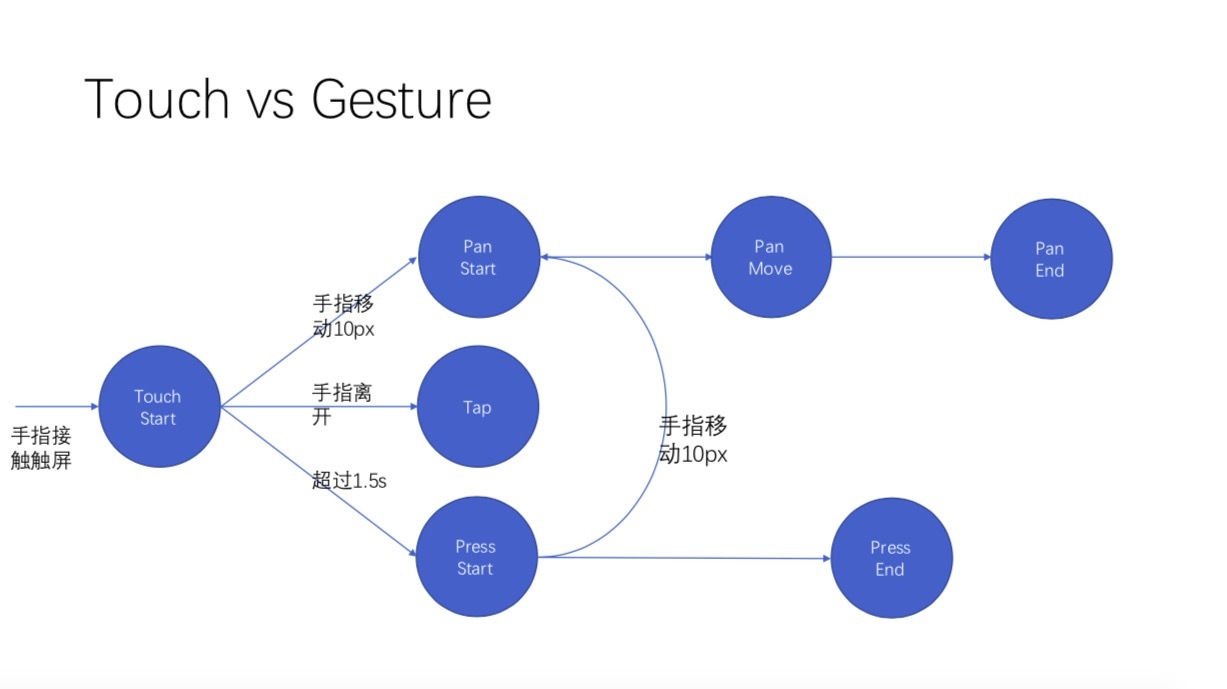 Touch vs Gesture
Pan
Start
Pan
Move
Pan
End
手指移
动10px
Touch
Start
手指离
开
Tap
手指接
触触屏
手指移
动10px
超过1.5s
Press
Start
Press
End